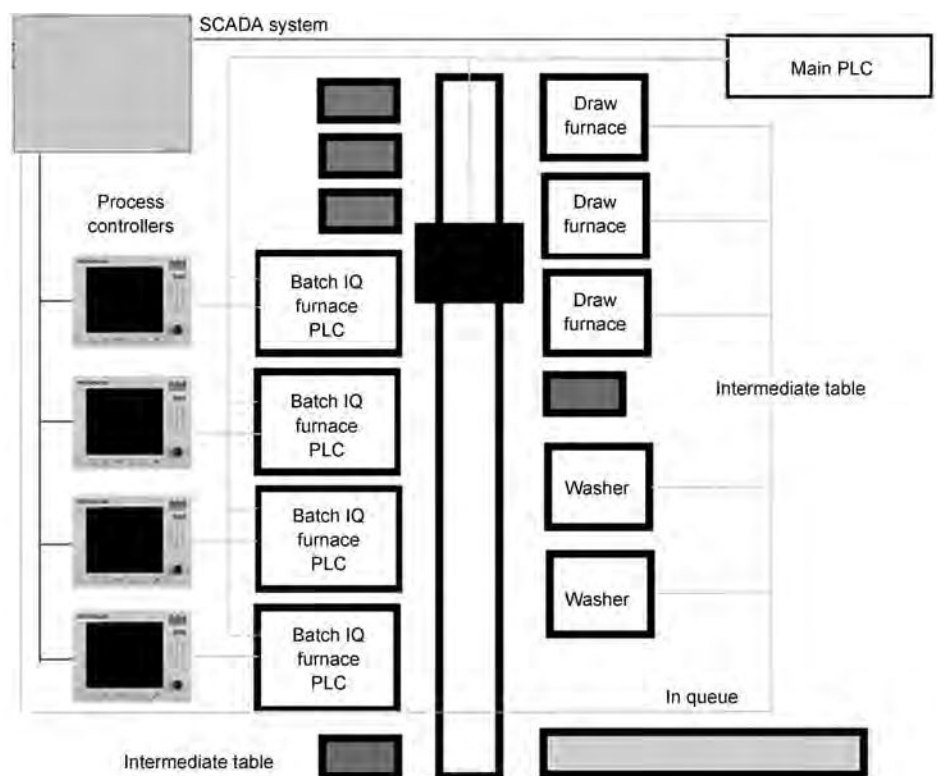 SCADA system
Main PLC
Draw
furnace
Process
controllers
Draw
furnace
Batch IQ
furnace
PLC
Draw
furnace
Batch IQ
furnace
PLC
Intermediate table
Washer
Batch IQ
furnace
PLC
Washer
Batch IQ
furnace
PLC
In queue
Intermediate table